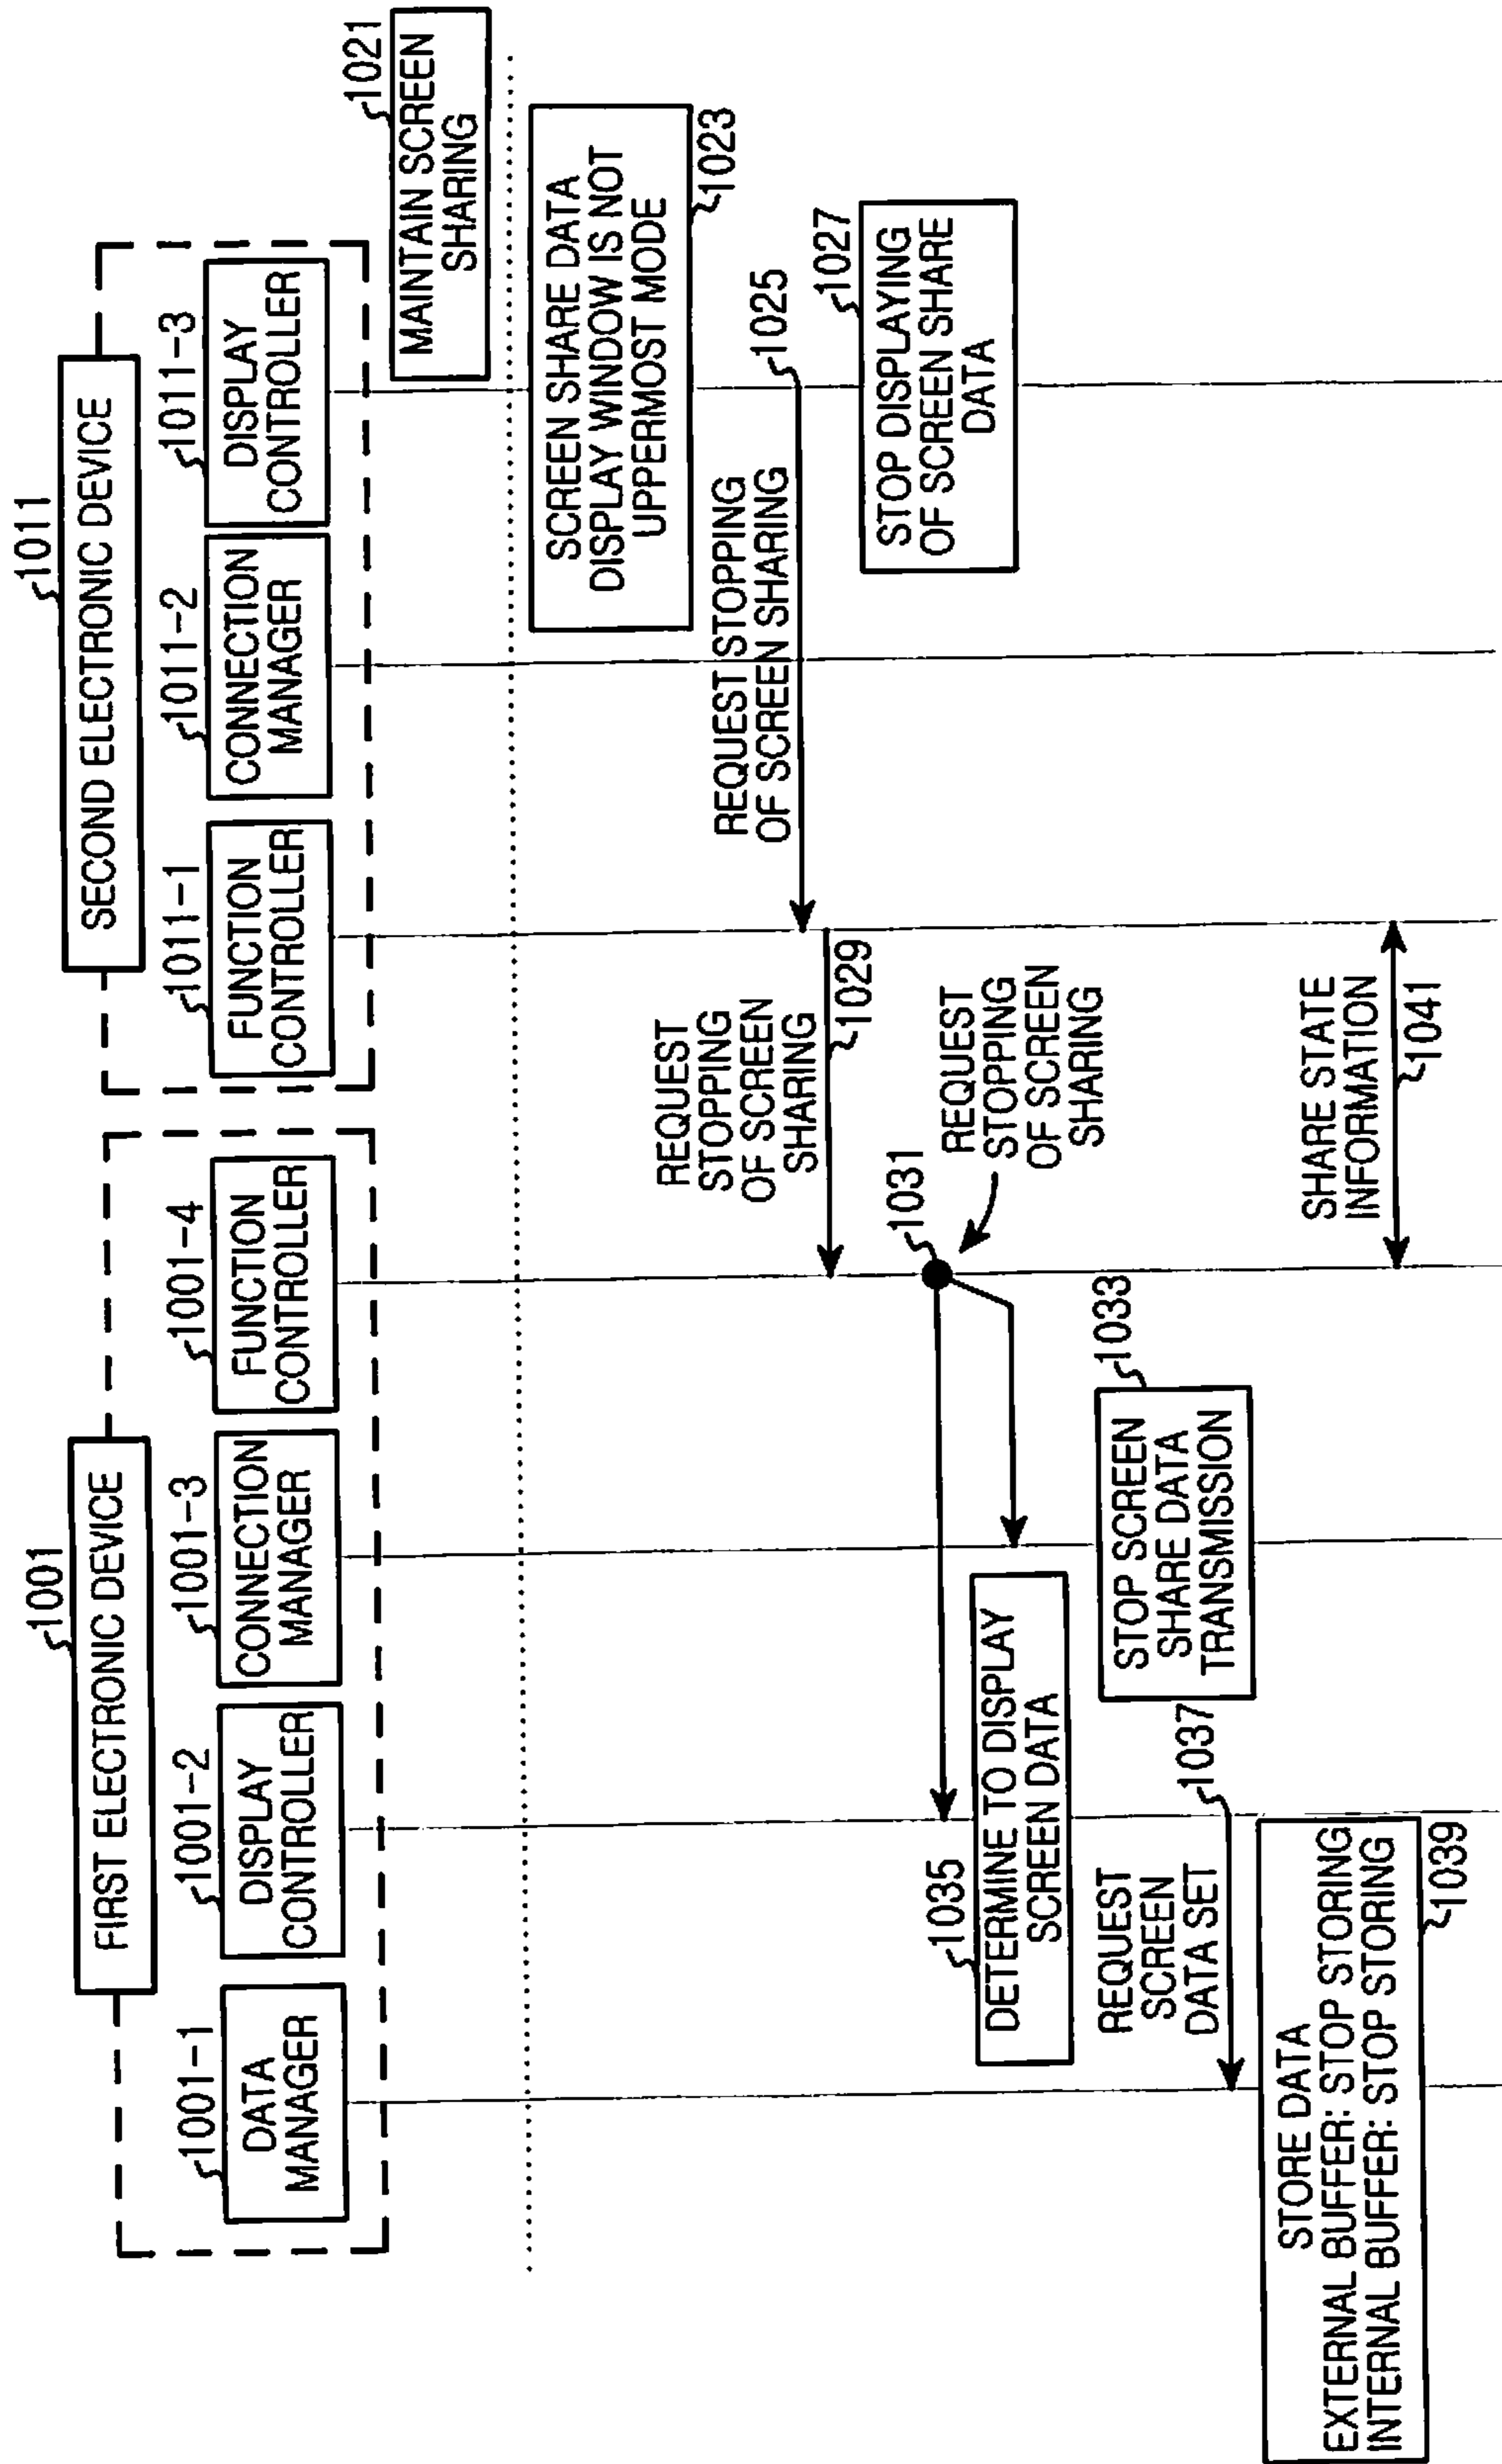 1001
FIRST ELECTRONIC DEVICE
1011
SECOND ELECTRONIC DEVICE
1001-1
DATA
MANAGER
1001-2
DISPLAY
CONTROLLER
1001-3
CONNECTION
MANAGER
1001-4
FUNCTION
CONTROLLER
1011-1
FUNCTION
CONTROLLER
1011-2
CONNECTION
MANAGER
1011-3
DISPLAY
CONTROLLER
1021
MAINTAIN SCREEN
SHARING
SCREEN SHARE DATA
DISPLAY WINDOW IS NOT
UPPERMOST MODE
1023
REQUEST STOPPING
OF SCREEN SHARING
1025
1027
STOP DISPLAYING
OF SCREEN SHARE
DATA
REQUEST
STOPPING
OF SCREEN
SHARING
1029
1031
REQUEST
STOPPING
OF SCREEN
SHARING
1033
STOP SCREEN
SHARE DATA
TRANSMISSION
1035
DETERMINE TO DISPLAY
SCREEN DATA
REQUEST
SCREEN
DATA SET
1037
STORE DATA
EXTERNAL BUFFER: STOP STORING
INTERNAL BUFFER: STOP STORING
1039
SHARE STATE
INFORMATION
1041